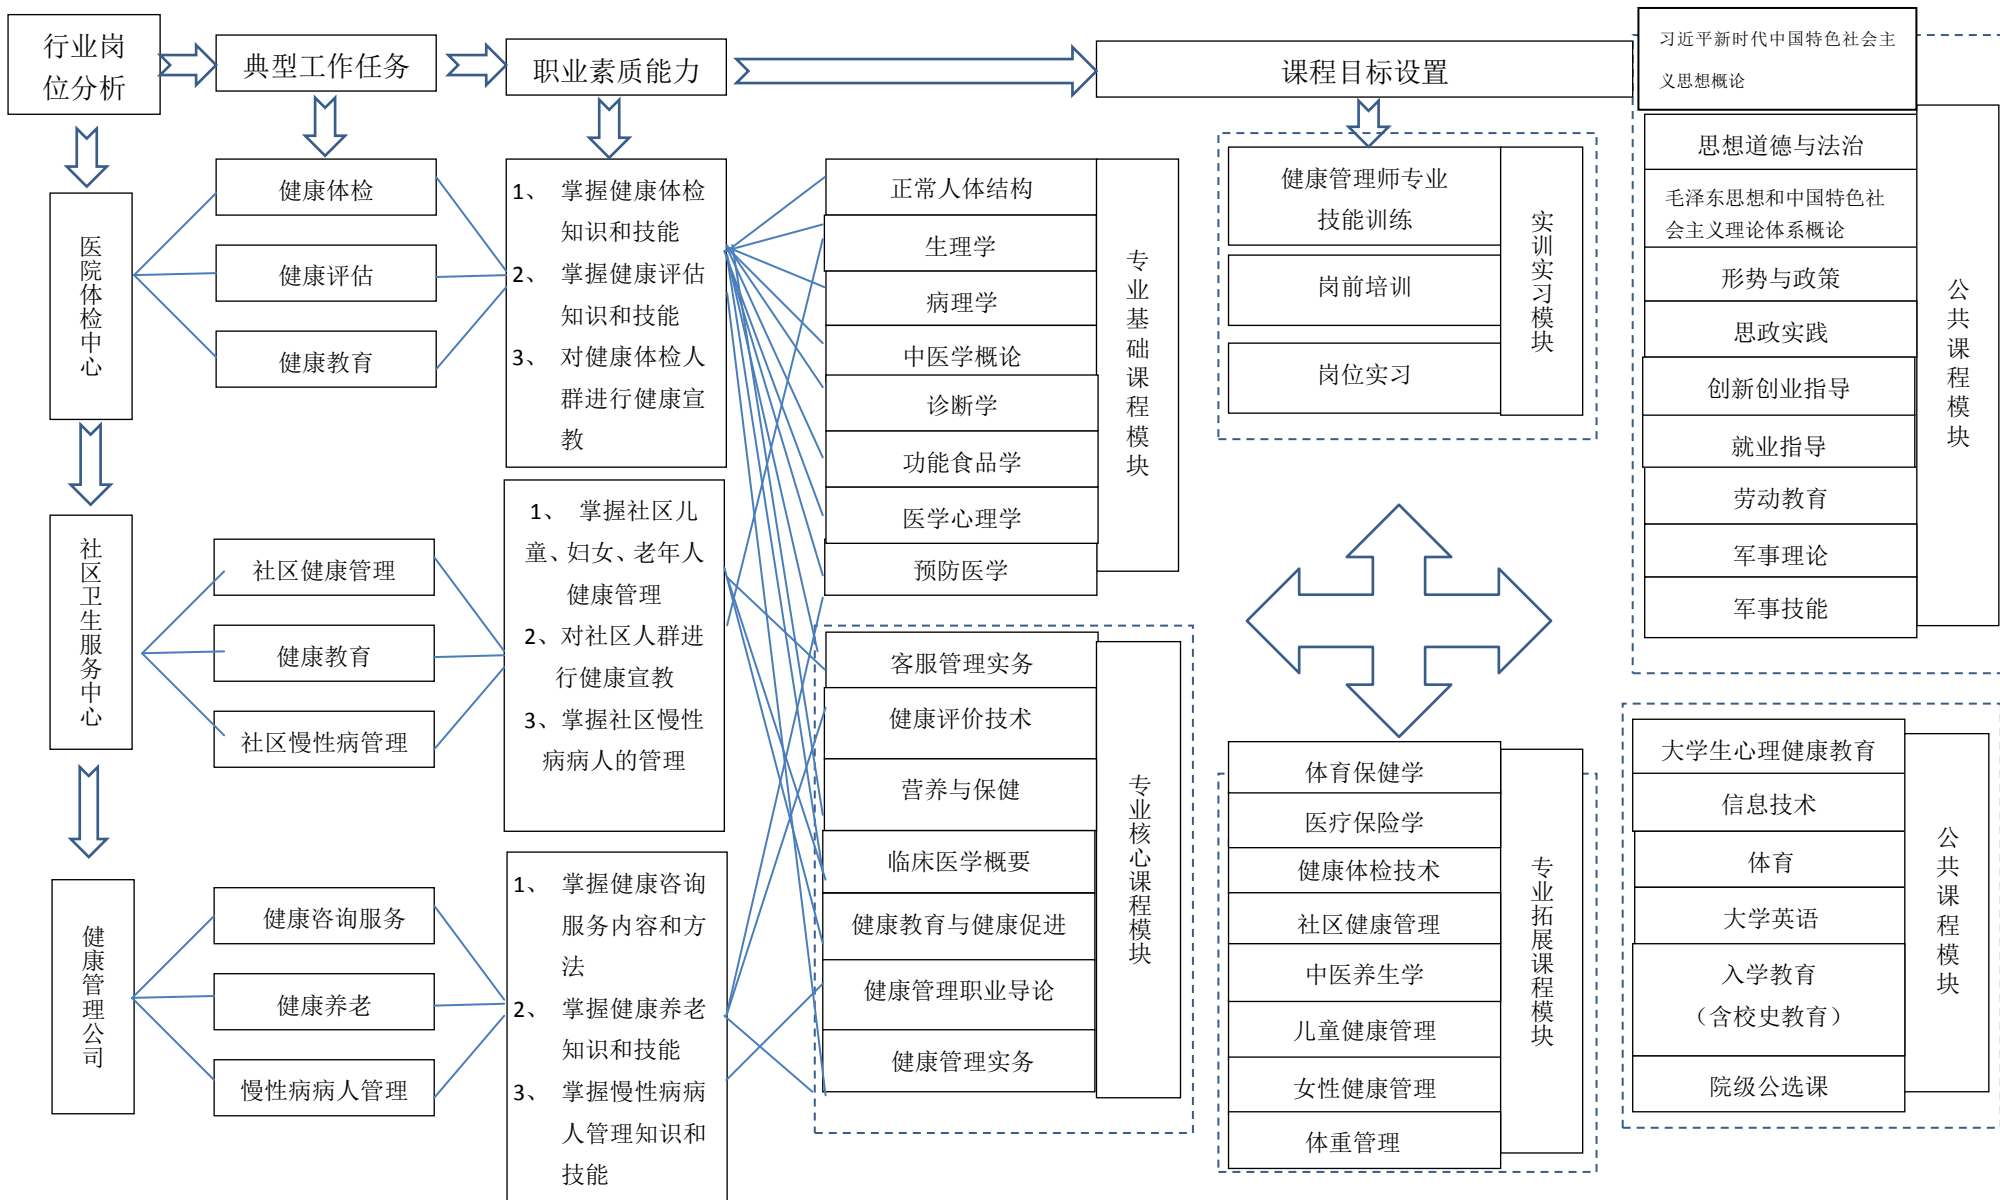 行业岗
位分析
典型工作任务
职业素质能力
课程目标设置
医院体检中心
社区卫生服务中心
健康管理公司
健康体检
健康评估
健康教育
社区健康管理
健康教育
社区慢性病管理
健康咨询服务
健康养老
慢性病病人管理
1、 掌握健康体检
知识和技能
2、 掌握健康评估
知识和技能
3、 对健康体检人
群进行健康宣
教
1、 掌握社区儿
童、妇女、老年人
健康管理
2、对社区人群进
行健康宣教
3、掌握社区慢性
病病人的管理
1、 掌握健康咨询
服务内容和方
法
2、 掌握健康养老
知识和技能
3、 掌握慢性病病
人管理知识和
技能
正常人体结构
生理学
病理学
中医学概论
诊断学
功能食品学
医学心理学
预防医学
专业基础课程模块
客服管理实务
健康评价技术
营养与保健
临床医学概要
健康教育与健康促进
健康管理职业导论
健康管理实务
专业核心课程模块
健康管理师专业
技能训练
岗前培训
岗位实习
实训实习模块
体育保健学
医疗保险学
健康体检技术
社区健康管理
中医养生学
儿童健康管理
女性健康管理
体重管理
专业拓展课程模块
习近平新时代中国特色社会主
义思想概论
思想道德与法治
毛泽东思想和中国特色社
会主义理论体系概论
形势与政策
思政实践
创新创业指导
就业指导
劳动教育
军事理论
军事技能
公共课程模块
大学生心理健康教育
信息技术
体育
大学英语
入学教育
（含校史教育）
院级公选课
公共课程模块